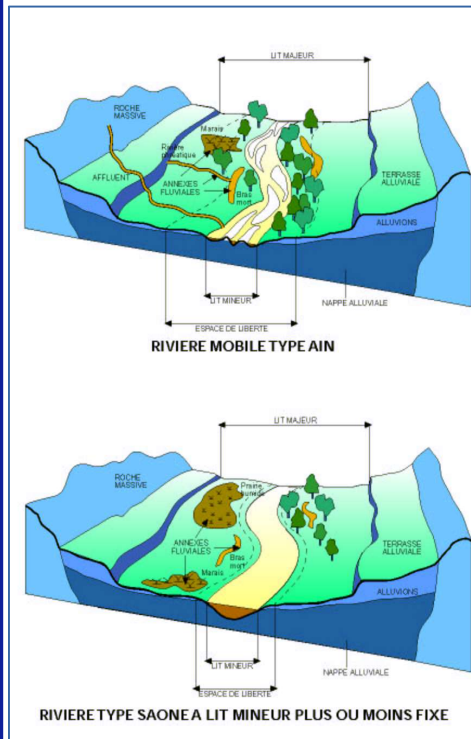 LIT MAJEUR
ROCHE
MASSIVE
Marais
Rivière
phréatique
AFFLUENT
ANNEXES
FLUVIALES
Bras
mort
TERRASSE
ALLUVIALE
ALLUVIONS
LIT MINEUR
NAPPE ALLUVIALE
ESPACE DE LIBERTE
RIVIERE MOBILE TYPE AIN
LIT MAJEUR
ROCHE
MASSIVE
Prairie
humide
ANNEXES
FLUVIALES
Bras
mort
Marais
TERRASSE
ALLUVIALE
ALLUVIONS
LIT MINEUR
NAPPE ALLUVIALE
ESPACE DE LIBERTE
RIVIERE TYPE SAONE A LIT MINEUR PLUS OU MOINS FIXE